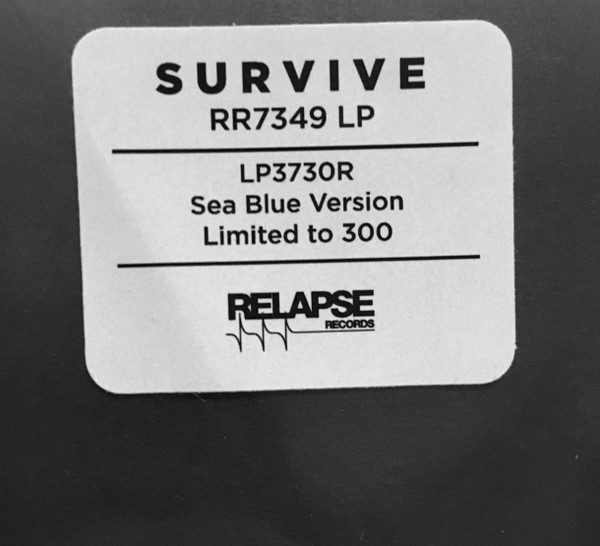 SURVIVE
RR7349 LP
LP3730R
Sea Blue Version
Limited to 300
RELAPSE
RECORDS